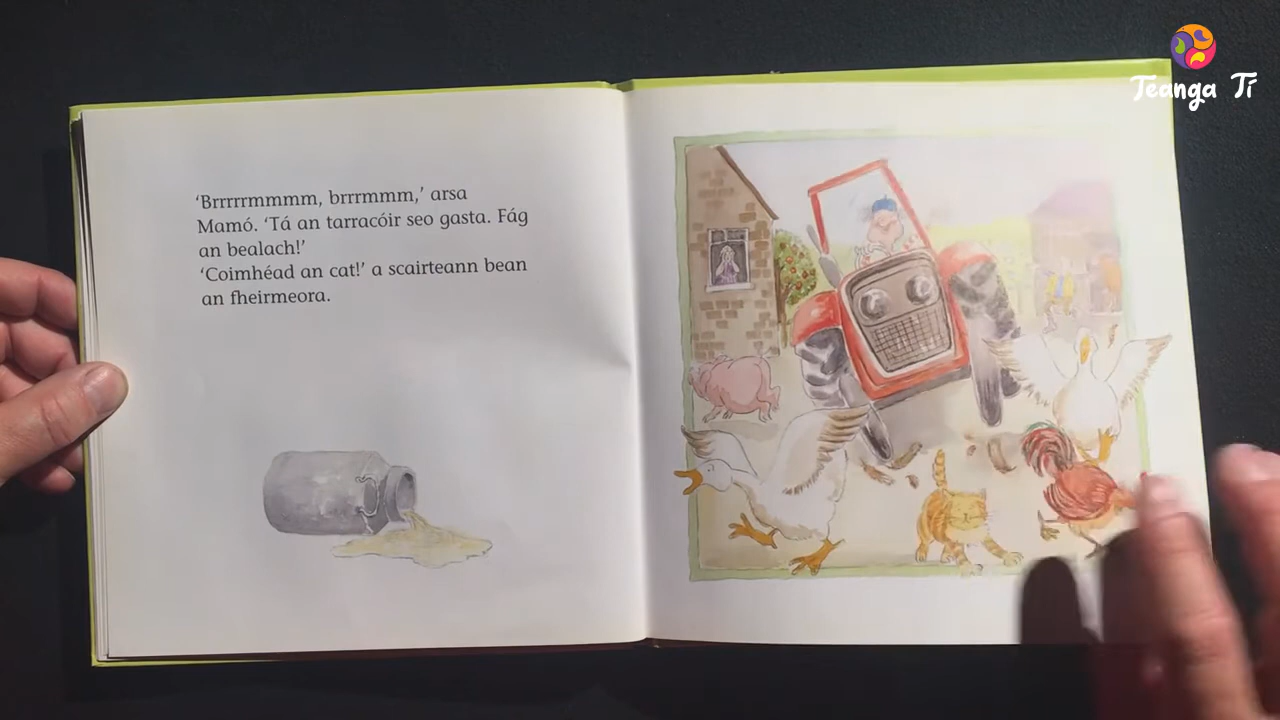 ‘Brrrrrmmmm, brrrmmm,’ arsa
Mamó. ‘Tá an tarracóir seo gasta. Fág
an bealach!’
‘Coimhéad an cat!’ a scairteann bean
an fheirmeora.
Teanga Tí